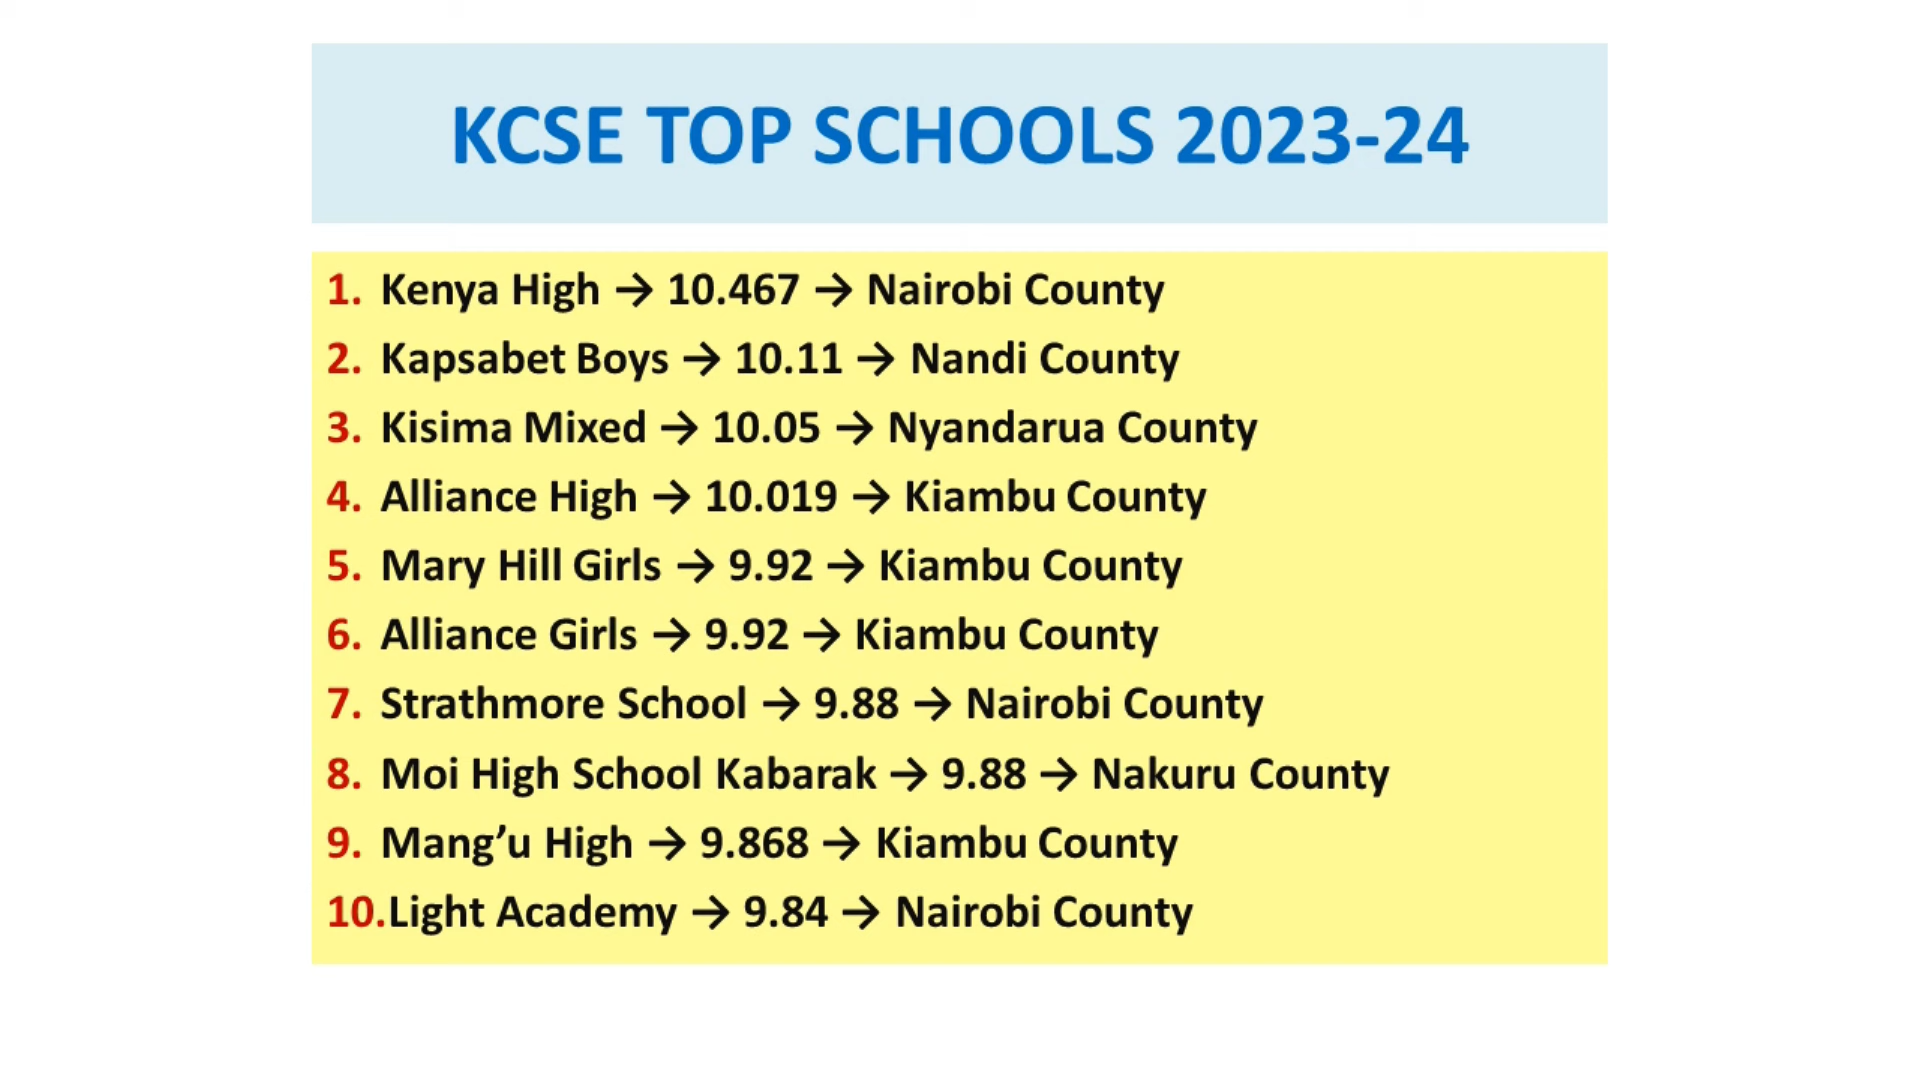 KCSE TOP SCHOOLS 2023-24
1. Kenya High → 10.467 → Nairobi County
2. Kapsabet Boys → 10.11 → Nandi County
3. Kisima Mixed → 10.05 → Nyandarua County
4. Alliance High → 10.019 → Kiambu County
5. Mary Hill Girls → 9.92 → Kiambu County
6. Alliance Girls → 9.92 → Kiambu County
7. Strathmore School → 9.88 → Nairobi County
8. Moi High School Kabarak → 9.88 → Nakuru County
9. Mang’u High → 9.868 → Kiambu County
10.Light Academy → 9.84 → Nairobi County